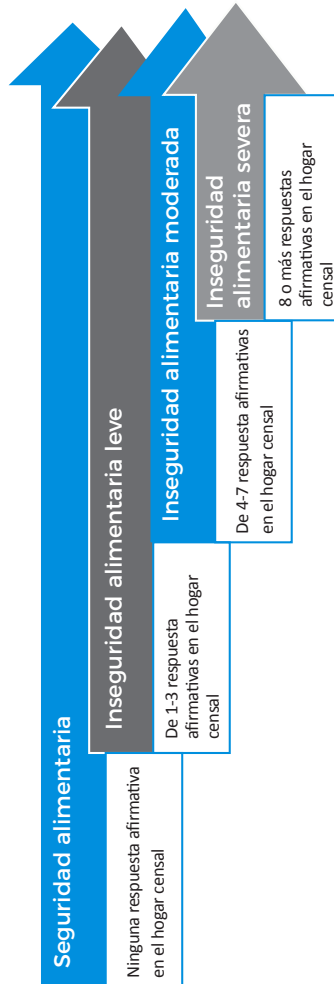 Seguridad alimentaria
Ninguna respuesta afirmativa
en el hogar censal
Inseguridad alimentaria leve
De 1-3 respuesta
afirmativas en el hogar
censal
Inseguridad alimentaria moderada
De 4-7 respuesta afirmativas
en el hogar censal
Inseguridad
alimentaria severa
8 o más respuestas
afirmativas en el hogar
censal